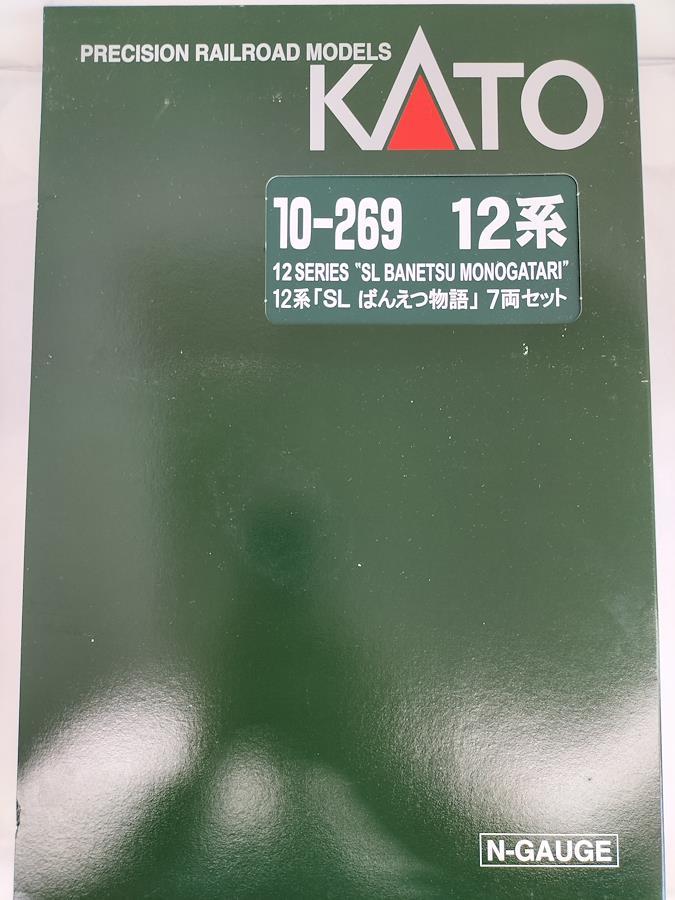 PRECISION RAILROAD MODELS
KATO
10-269 12系
12 SERIES "SL BANETSU MONOGATARI"
12系「SL ばんえつ物語」7両セット
N-GAUGE